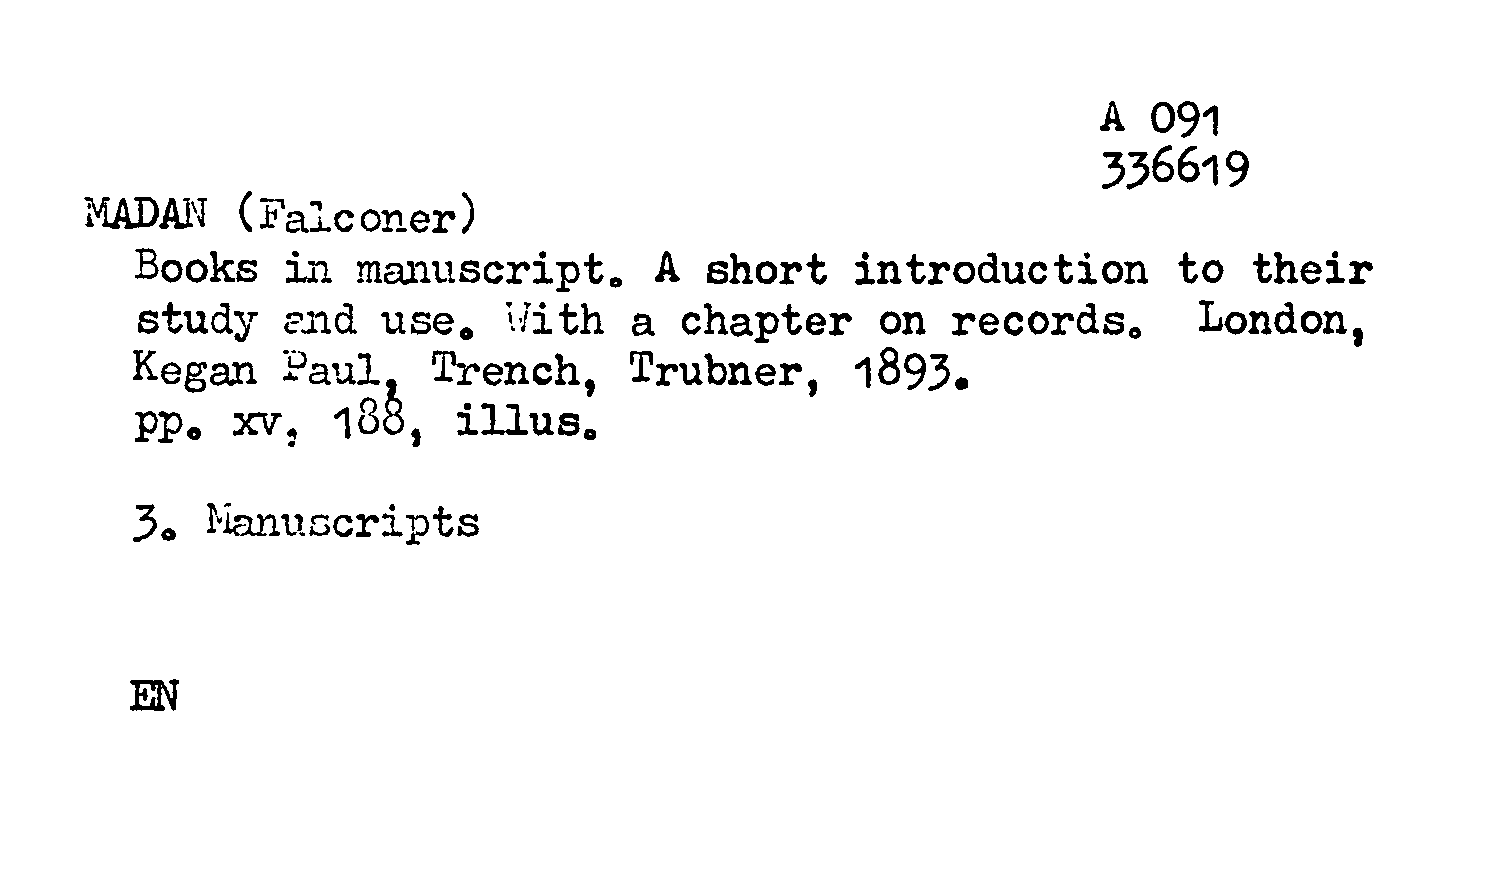 A 091
336619
MADAN (Falconer)
Books in manuscript. A short introduction to their
study and use. With a chapter on records. London,
Kegan Paul, Trench, Trubner, 1893.
pp. xv, 188, illus.
3. Manuscripts
EN